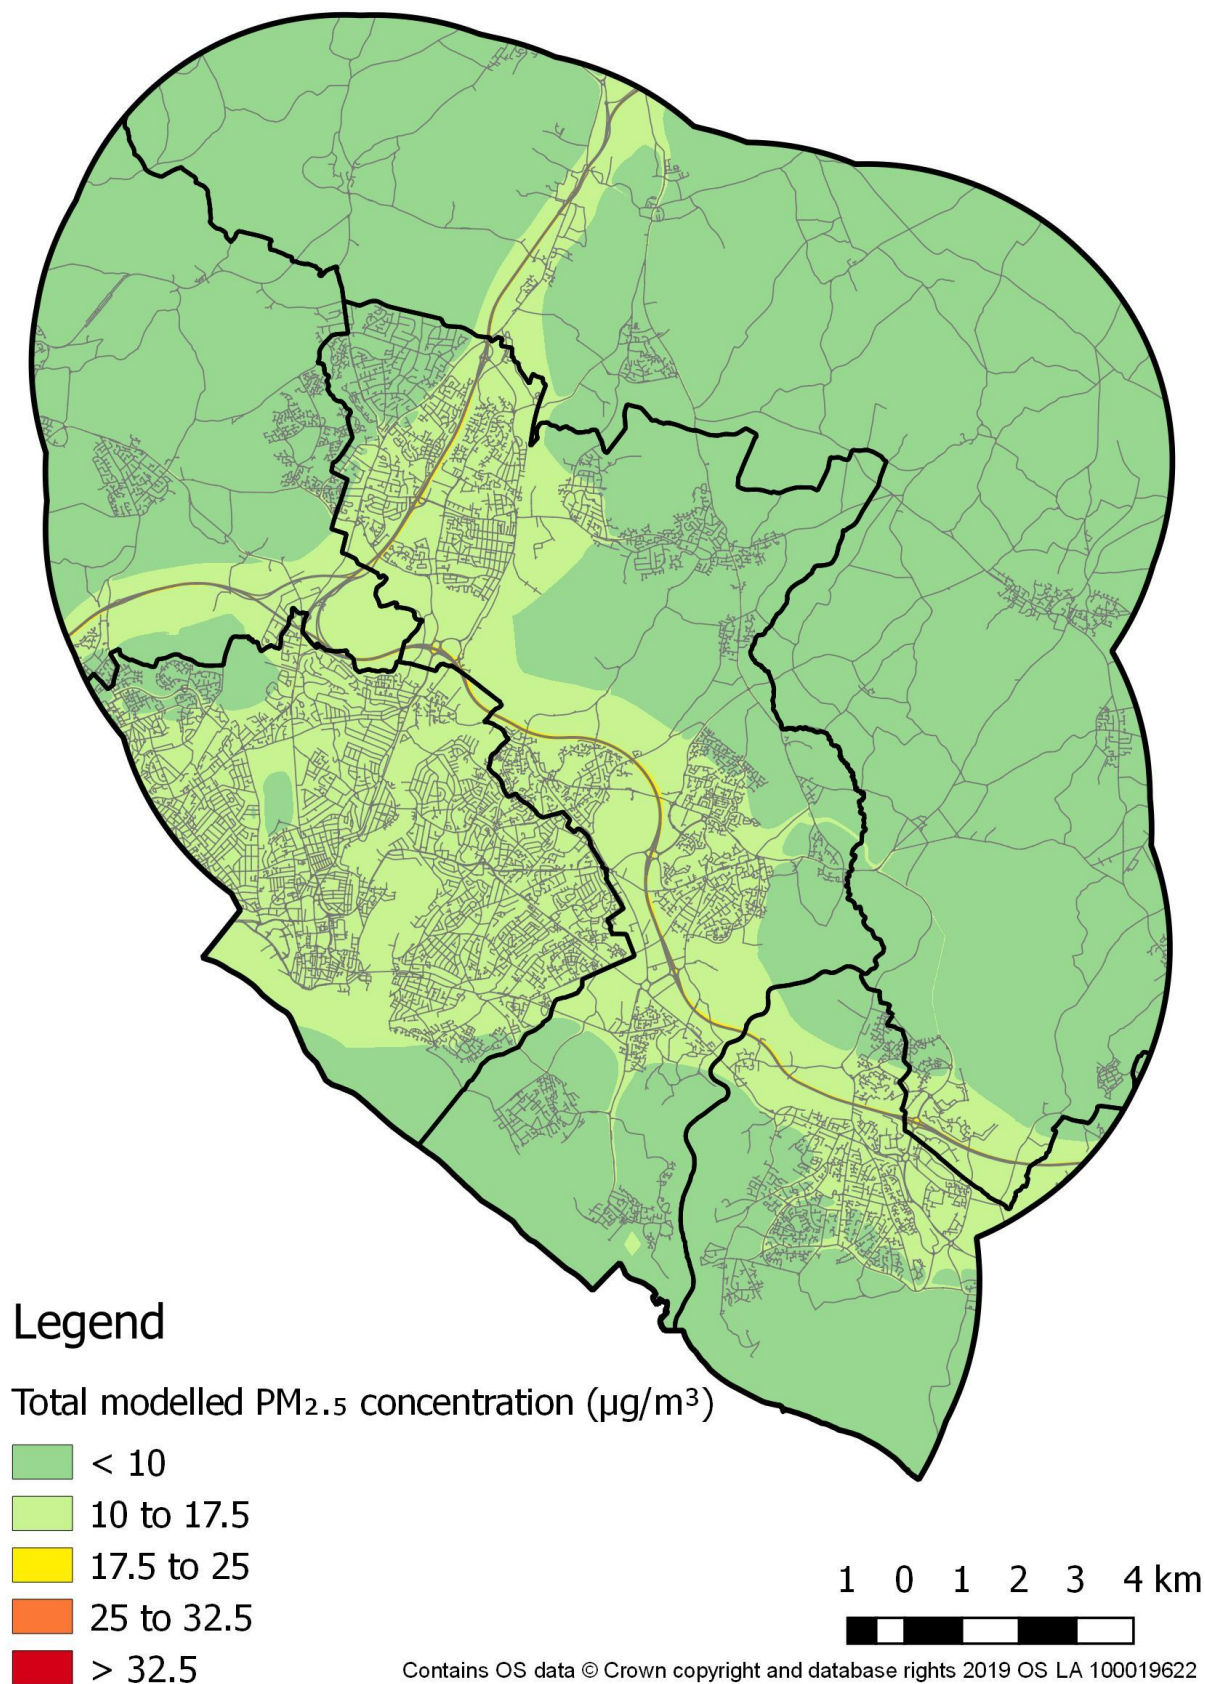 Legend
Total modelled PM₂.₅ concentration (µg/m³)
< 10
10 to 17.5
17.5 to 25
25 to 32.5
> 32.5
1 0 1 2 3 4 km
Contains OS data © Crown copyright and database rights 2019 OS LA 100019622